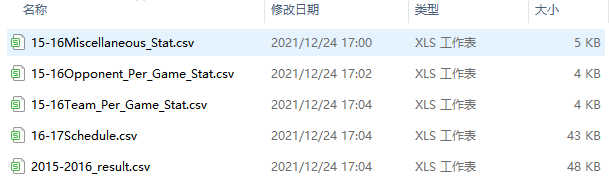 名称 修改日期 类型 大小
15-16Miscellaneous_Stat.csv 2021/12/24 17:00 XLS 工作表 5 KB
15-16Opponent_Per_Game_Stat.csv 2021/12/24 17:02 XLS 工作表 4 KB
15-16Team_Per_Game_Stat.csv 2021/12/24 17:04 XLS 工作表 4 KB
16-17Schedule.csv 2021/12/24 17:04 XLS 工作表 43 KB
2015-2016_result.csv 2021/12/24 17:04 XLS 工作表 48 KB